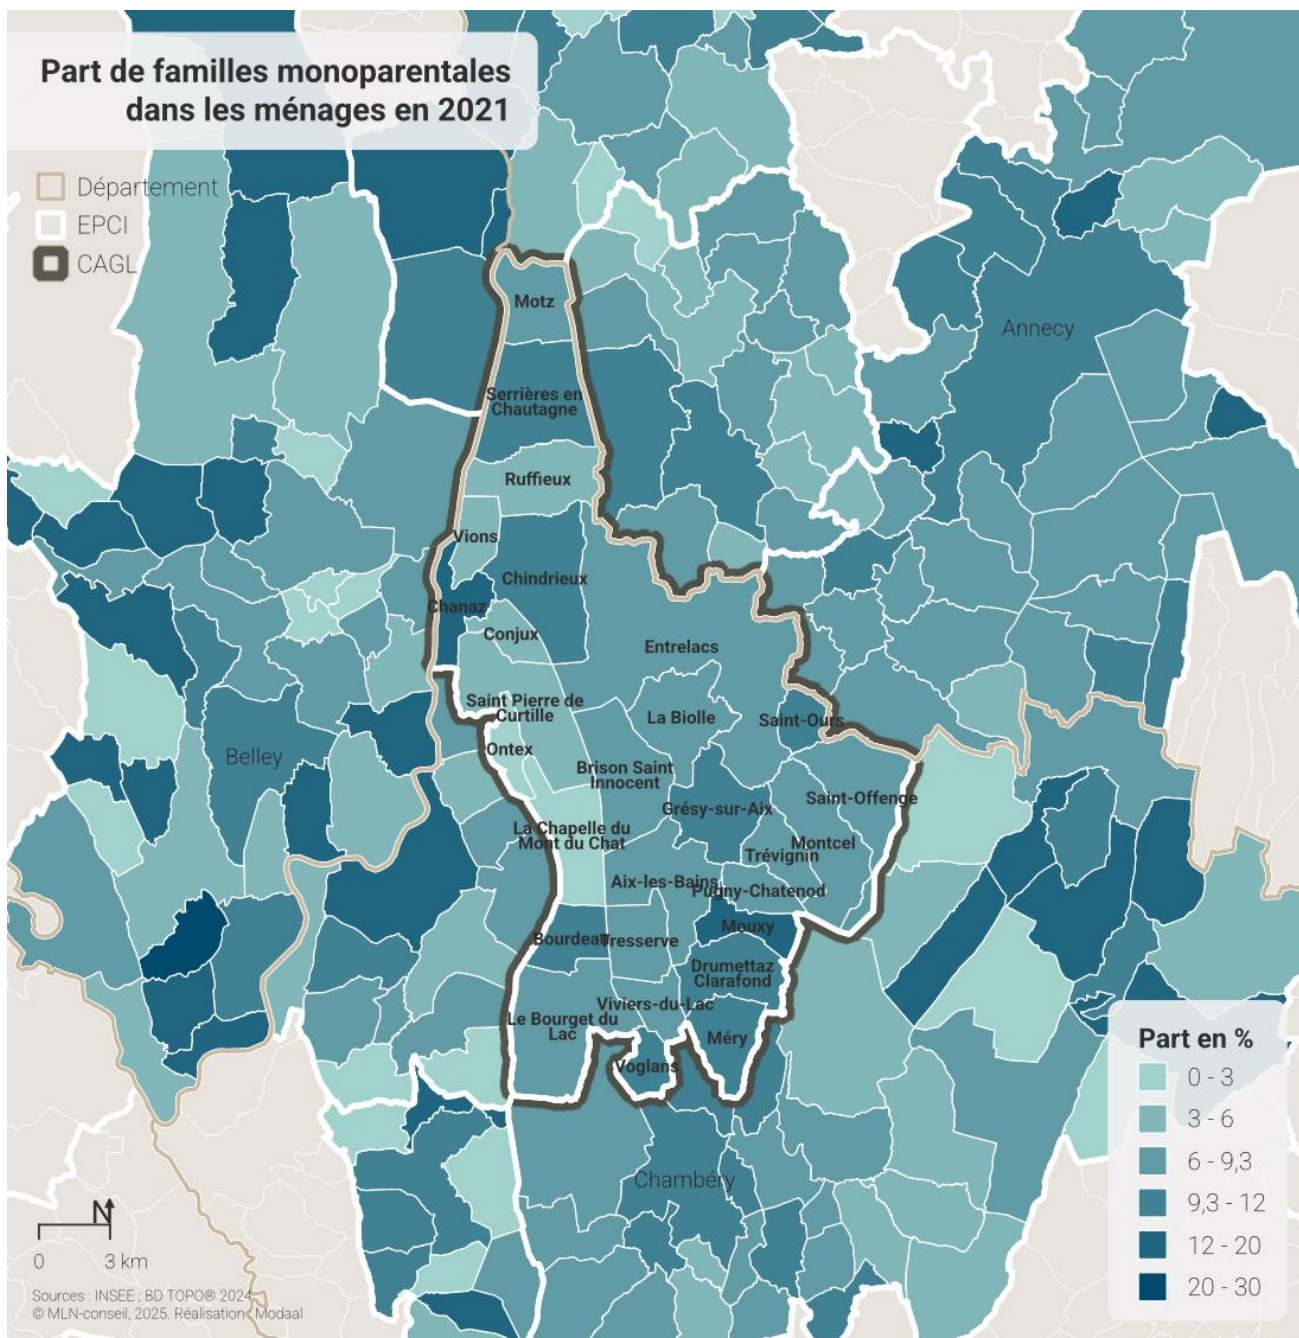 Part de familles monoparentales
dans les ménages en 2021
Département
EPCI
CAGL
Motz
Annecy
Serrières en
Chautagne
Ruffieux
Vions
Chindrieux
Chanaz
Conjux
Entrelacs
Saint Pierre de
Curtille
La Biolle
Saint-Ours
Ontex
Belley
Brison Saint
Innocent
Saint-Offenge
Grésy-sur-Aix
La Chapelle du
Mont du Chat
Montcel
Trévignin
Aix-les-Bains
Pugny-Chatenod
Mouxy
Bourdeau
Tresserve
Drumettaz
Clarafond
Viviers-du-Lac
Le Bourget du
Lac
Méry
Voglans
Chambéry
Part en %
0 - 3
3 - 6
6 - 9,3
9,3 - 12
12 - 20
20 - 30
N
0 3 km
Sources : INSEE ; BD TOPO® 2024
© MLN-conseil, 2025. Réalisation : Modaal